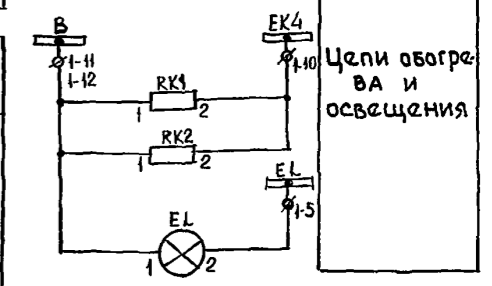 B
EK4
1-11
1-12
1-10
RK1
1 2
RK2
1 2
EL
1-5
EL
1 2
Цепи обогре-
ва и
освещения